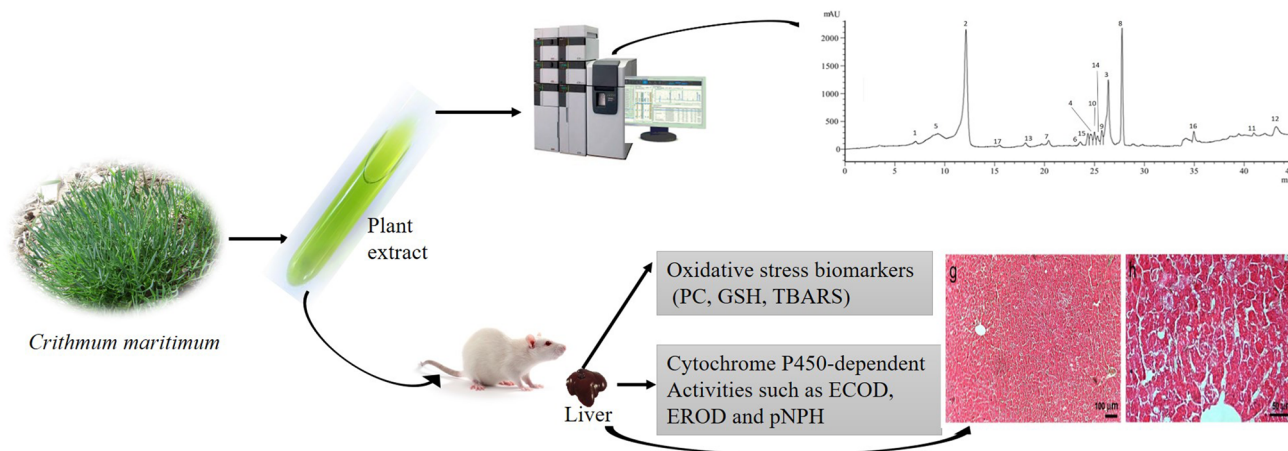 mAU
2000
1500
1000
500
0
1
5
2
17
13
7
6
15
4
10
14
9
3
8
16
11
12
0
5
10
15
20
25
30
35
40
Plant
extract
Crithmum maritimum
Liver
Oxidative stress biomarkers
(PC, GSH, TBARS)
Cytochrome P450-dependent
Activities such as ECOD,
EROD and pNPH
g
100 µm
h